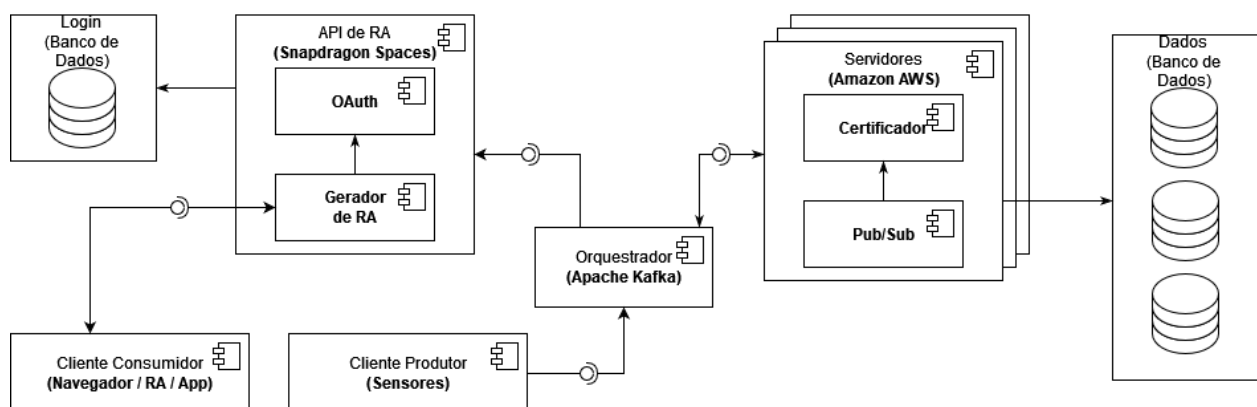 Login
(Banco de
Dados)
API de RA
(Snapdragon Spaces)
OAuth
Gerador
de RA
Servidores
(Amazon AWS)
Certificador
Pub/Sub
Dados
(Banco de
Dados)
Orquestrador
(Apache Kafka)
Cliente Consumidor
(Navegador / RA / App)
Cliente Produtor
(Sensores)